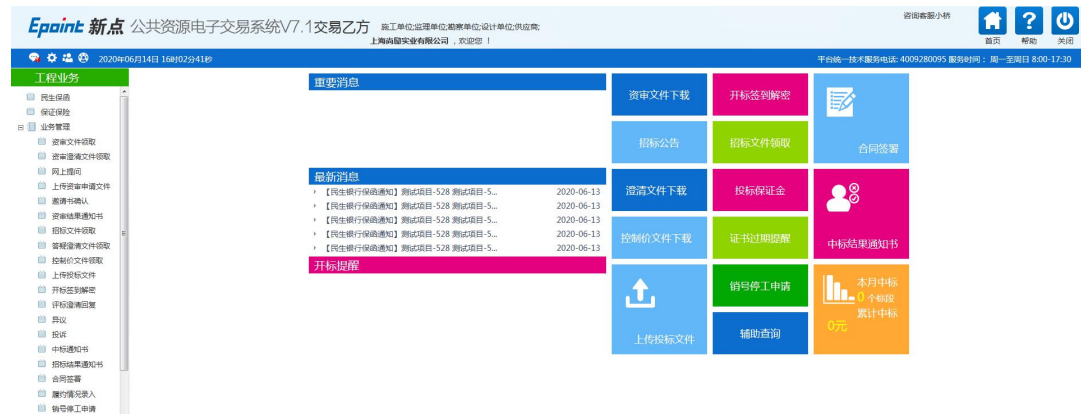 Epoint 新点 公共资源电子交易系统V7.1交易乙方 施工单位;监理单位;勘察单位;设计单位;供应商;
上海尚邸实业有限公司，欢迎您！
咨询客服小桥
首页 帮助 关闭
2020年06月14日 16时02分41秒
平台统一技术服务电话: 4009280095 服务时间： 周一至周日 8:00-17:30
工程业务
民生保函
保证保险
业务管理
资审文件领取
资审澄清文件领取
网上提问
上传资审申请文件
邀请书确认
资审结果通知书
招标文件领取
答疑澄清文件领取
控制价文件领取
上传投标文件
开标签到解密
评标澄清回复
异议
投诉
中标通知书
招标结果通知书
合同签署
履约情况录入
销号停工申请
重要消息
最新消息
【民生银行保函通知】测试项目-528 测试项目-5... 2020-06-13
【民生银行保函通知】测试项目-528 测试项目-5... 2020-06-13
【民生银行保函通知】测试项目-528 测试项目-5... 2020-06-13
【民生银行保函通知】测试项目-528 测试项目-5... 2020-06-13
【民生银行保函通知】测试项目-528 测试项目-5... 2020-06-13
开标提醒
资审文件下载
开标签到解密
招标公告
招标文件领取
合同签署
澄清文件下载
投标保证金
控制价文件下载
证书过期提醒
中标结果通知书
上传投标文件
销号停工申请
辅助查询
本月中标
0 个标段
累计中标
0元